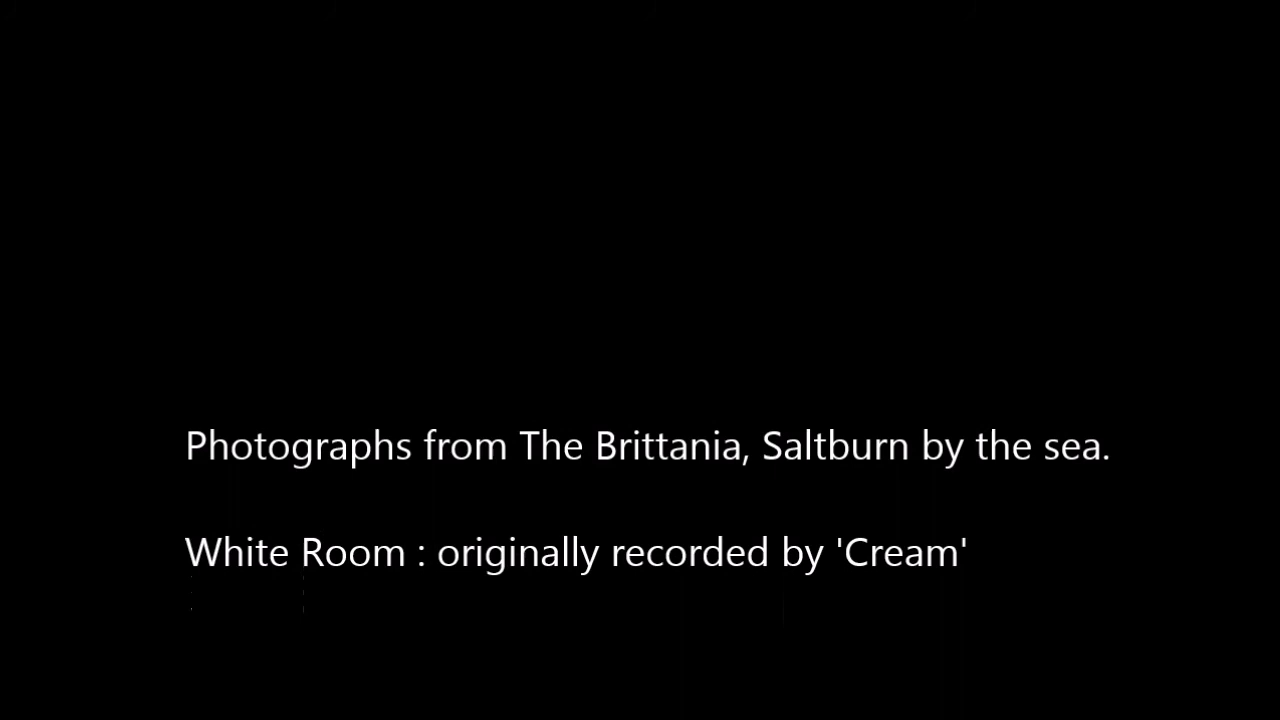 Photographs from The Brittania, Saltburn by the sea.
White Room : originally recorded by 'Cream'